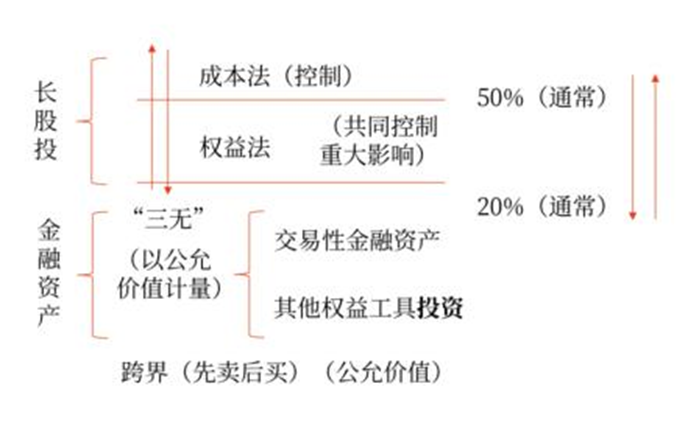 长股投
成本法（控制）
50%（通常）
权益法
（共同控制
重大影响）
20%（通常）
金融资产
“三无”
（以公允
价值计量）
交易性金融资产
其他权益工具投资
跨界（先卖后买）（公允价值）